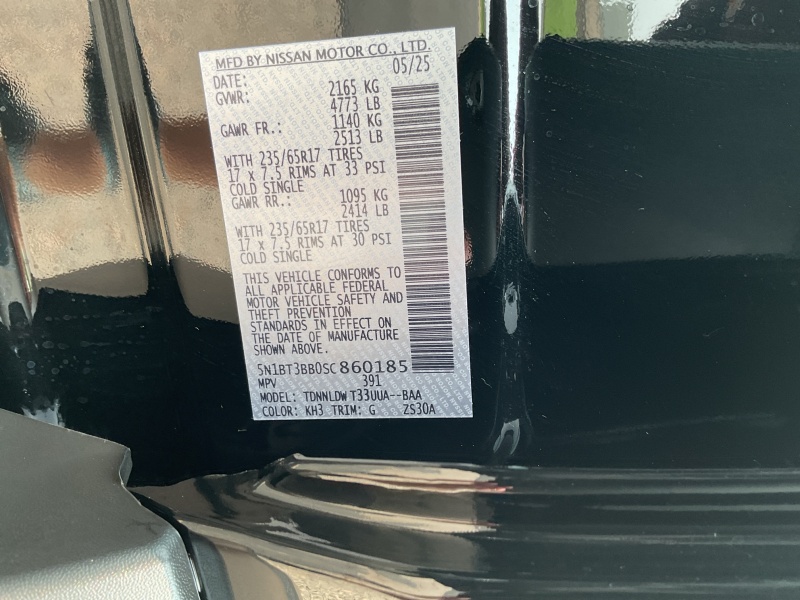 MFD BY NISSAN MOTOR CO., LTD.
DATE: 05/25
GVWR: 2165 KG
4773 LB
GAWR FR.: 1140 KG
2513 LB
WITH 235/65R17 TIRES
17 x 7.5 RIMS AT 33 PSI
COLD SINGLE
GAWR RR.: 1095 KG
2414 LB
WITH 235/65R17 TIRES
17 x 7.5 RIMS AT 30 PSI
COLD SINGLE
THIS VEHICLE CONFORMS TO
ALL APPLICABLE FEDERAL
MOTOR VEHICLE SAFETY AND
THEFT PREVENTION
STANDARDS IN EFFECT ON
THE DATE OF MANUFACTURE
SHOWN ABOVE.
5N1BT3BB0SC860185
MPV 391
MODEL: TDNNLDW T33UUA--BAA
COLOR: KH3 TRIM: G ZS30A